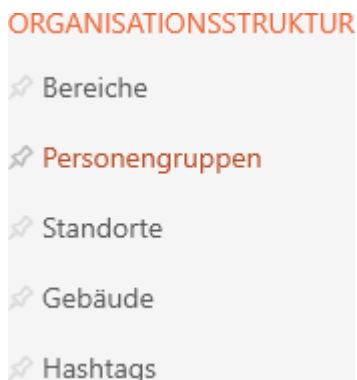 ORGANISATIONSSTRUKTUR
Bereiche
Personengruppen
Standorte
Gebäude
Hashtags